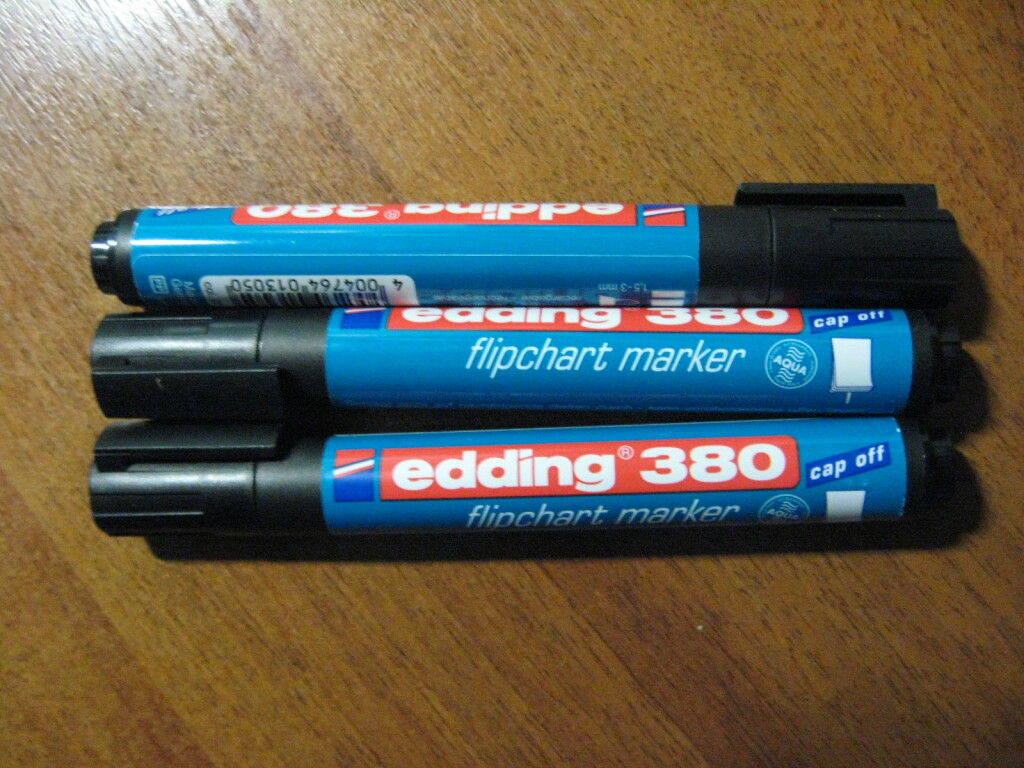 edding® 380
4 004764 013050
1,5-3 mm
edding 380
cap off
flipchart marker
AQUA
edding® 380
cap off
flipchart marker
AQUA